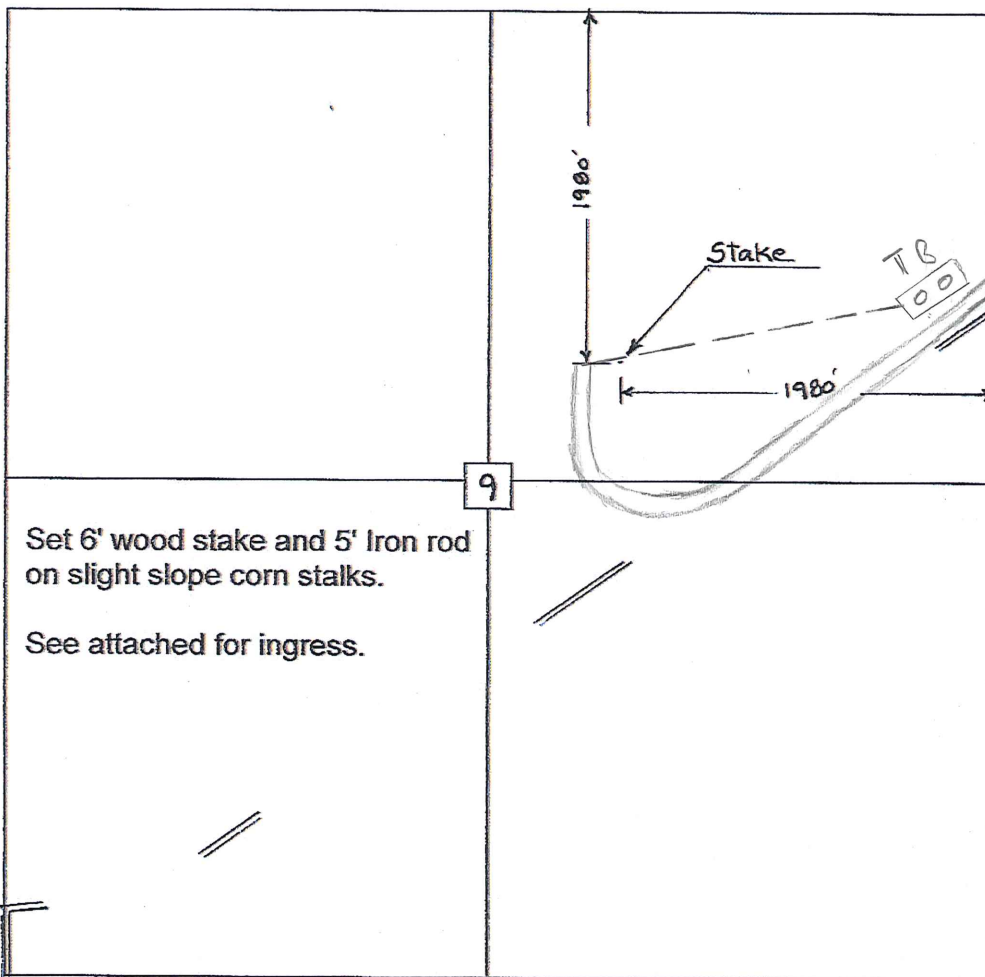 1980'
Stake
TB
1980'
9
Set 6' wood stake and 5' Iron rod
on slight slope corn stalks.
See attached for ingress.